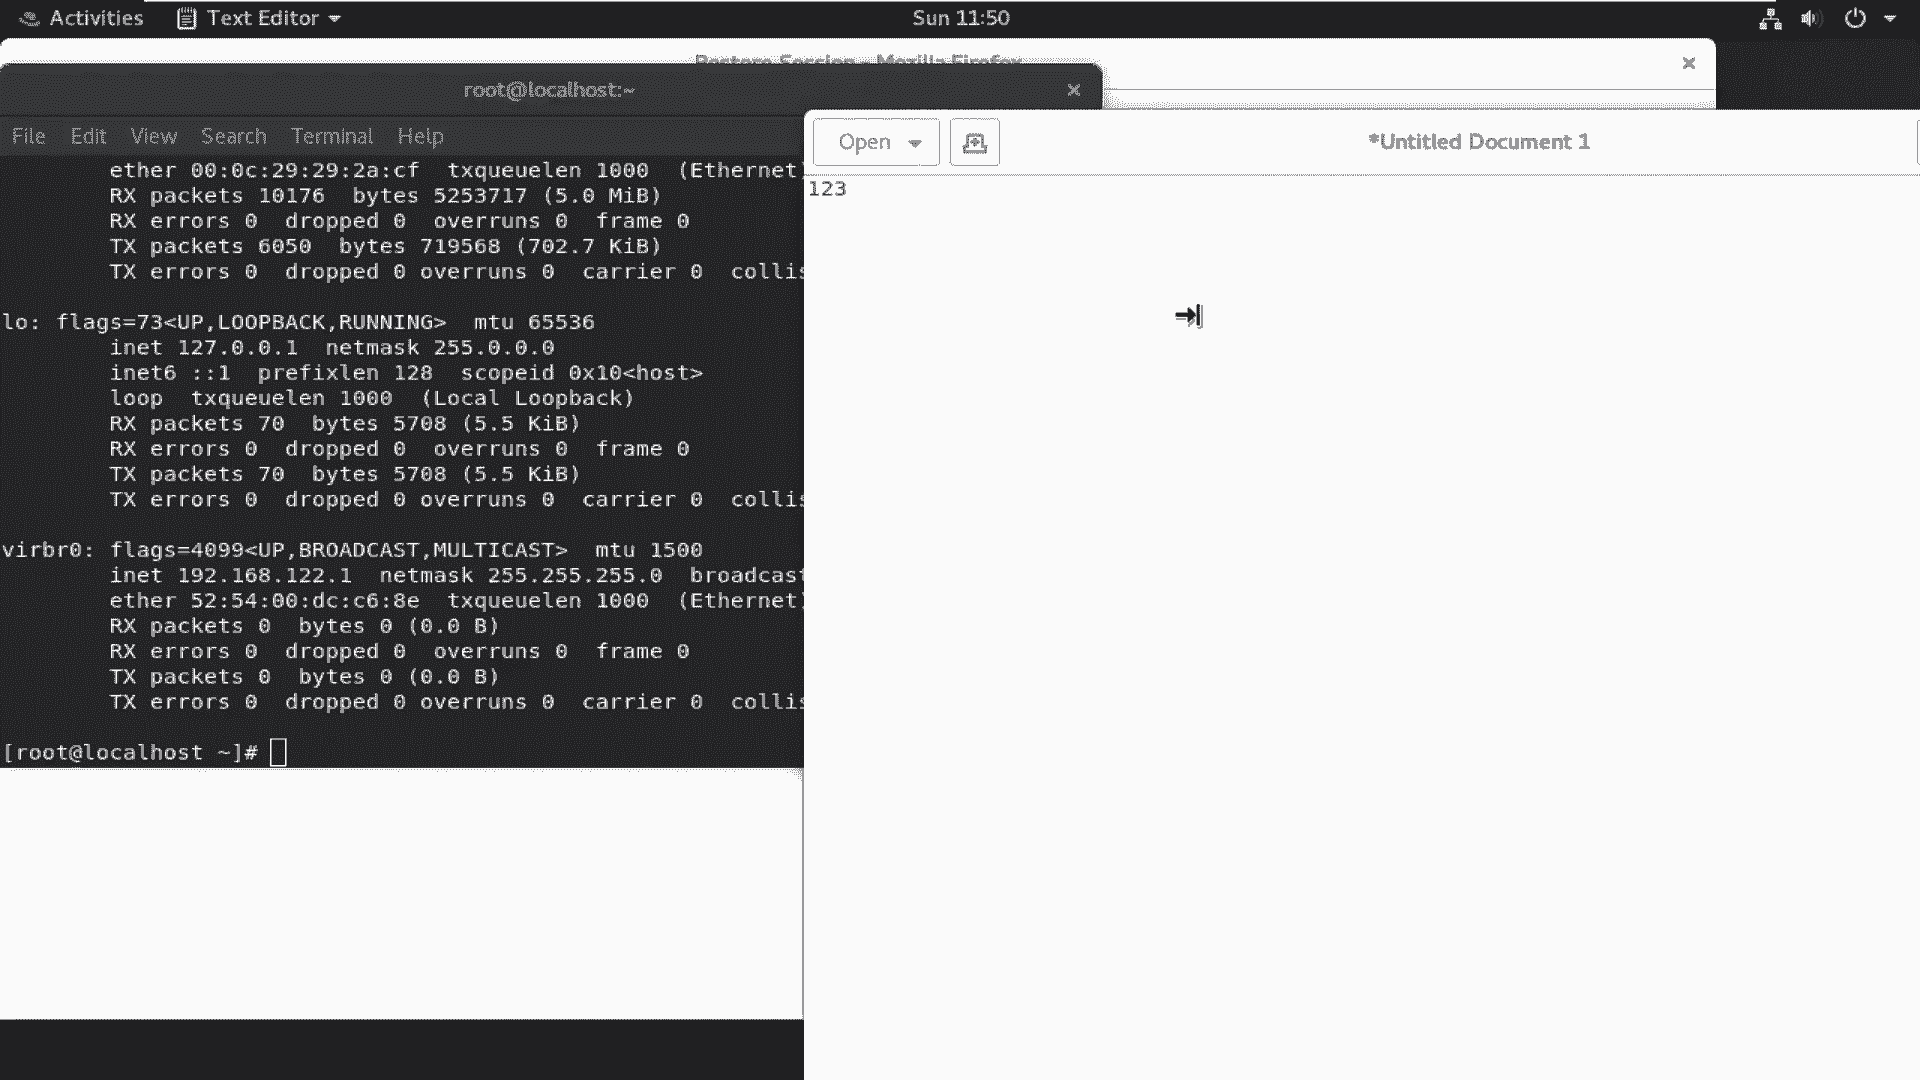 Activities Text Editor Sun 11:50
Restore Session - Mozilla Firefox
root@localhost:~
File Edit View Search Terminal Help
ether 00:0c:29:29:2a:cf txqueuelen 1000 (Ethernet)
RX packets 10176 bytes 5253717 (5.0 MiB)
RX errors 0 dropped 0 overruns 0 frame 0
TX packets 6050 bytes 719568 (702.7 KiB)
TX errors 0 dropped 0 overruns 0 carrier 0 collis
lo: flags=73<UP,LOOPBACK,RUNNING> mtu 65536
inet 127.0.0.1 netmask 255.0.0.0
inet6 ::1 prefixlen 128 scopeid 0x10<host>
loop txqueuelen 1000 (Local Loopback)
RX packets 70 bytes 5708 (5.5 KiB)
RX errors 0 dropped 0 overruns 0 frame 0
TX packets 70 bytes 5708 (5.5 KiB)
TX errors 0 dropped 0 overruns 0 carrier 0 collis
virbr0: flags=4099<UP,BROADCAST,MULTICAST> mtu 1500
inet 192.168.122.1 netmask 255.255.255.0 broadcast
ether 52:54:00:dc:c6:8e txqueuelen 1000 (Ethernet)
RX packets 0 bytes 0 (0.0 B)
RX errors 0 dropped 0 overruns 0 frame 0
TX packets 0 bytes 0 (0.0 B)
TX errors 0 dropped 0 overruns 0 carrier 0 collis
[root@localhost ~]#
Open *Untitled Document 1
123